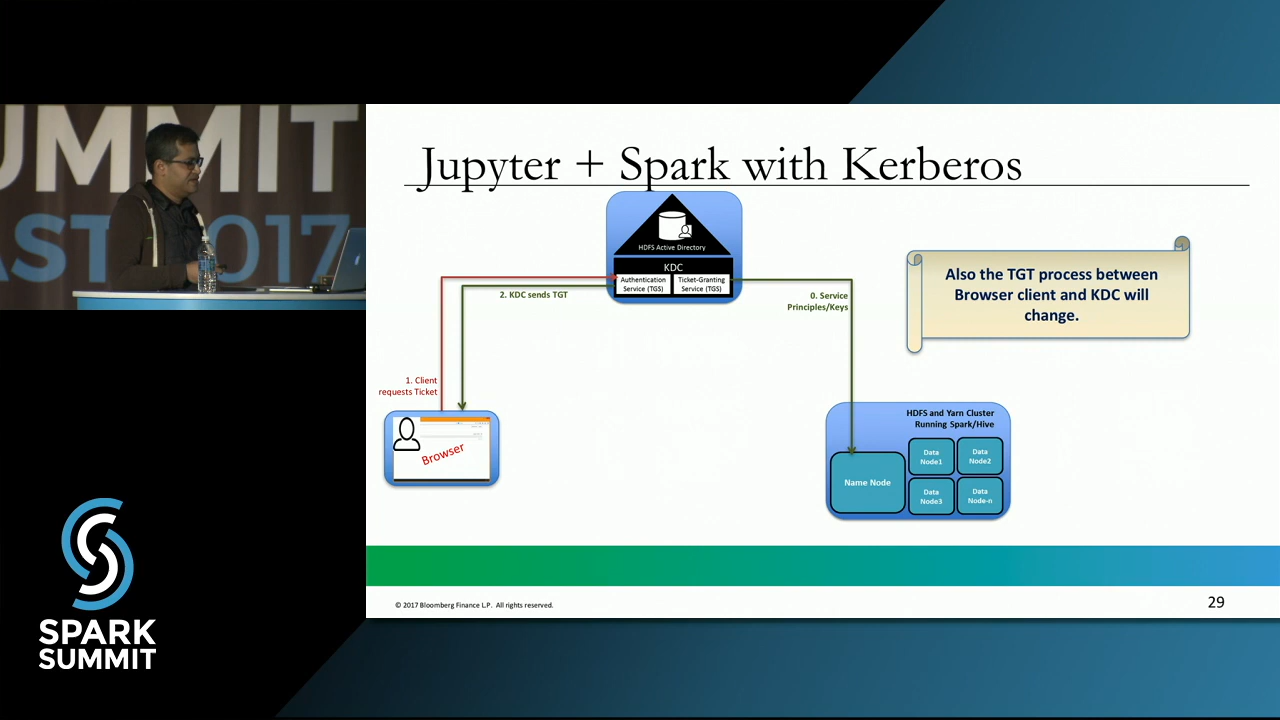 UMMIT
AST 2017
Jupyter + Spark with Kerberos
HDFS Active Directory
KDC
Authentication
Service (TGS)
Ticket-Granting
Service (TGS)
2. KDC sends TGT
0. Service
Principles/Keys
Also the TGT process between
Browser client and KDC will
change.
1. Client
requests Ticket
Browser
HDFS and Yarn Cluster
Running Spark/Hive
Name Node
Data
Node1
Data
Node2
Data
Node3
Data
Node-n
© 2017 Bloomberg Finance L.P. All rights reserved.
29
SPARK
SUMMIT